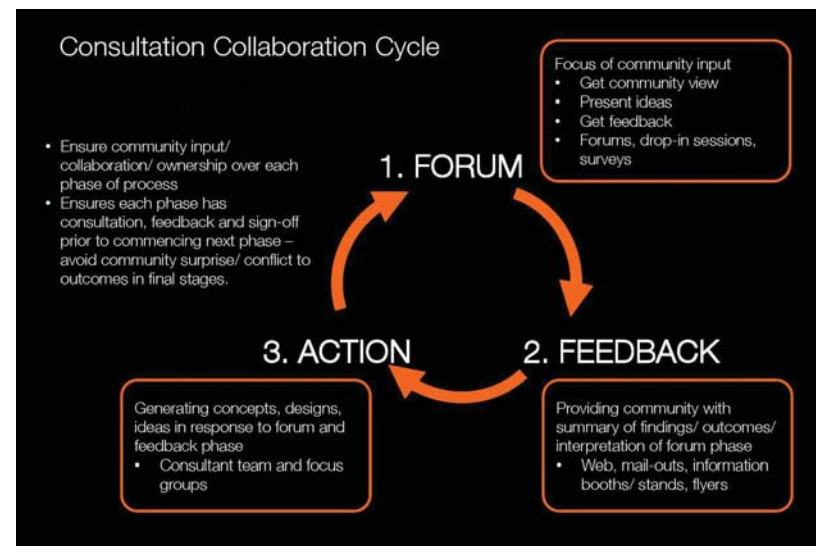 Consultation Collaboration Cycle
• Ensure community input/
collaboration/ ownership over each
phase of process
• Ensures each phase has
consultation, feedback and sign-off
prior to commencing next phase –
avoid community surprise/ conflict to
outcomes in final stages.
1. FORUM
Focus of community input
• Get community view
• Present ideas
• Get feedback
• Forums, drop-in sessions,
surveys
2. FEEDBACK
Providing community with
summary of findings/ outcomes/
interpretation of forum phase
• Web, mail-outs, information
booths/ stands, flyers
3. ACTION
Generating concepts, designs,
ideas in response to forum and
feedback phase
• Consultant team and focus
groups